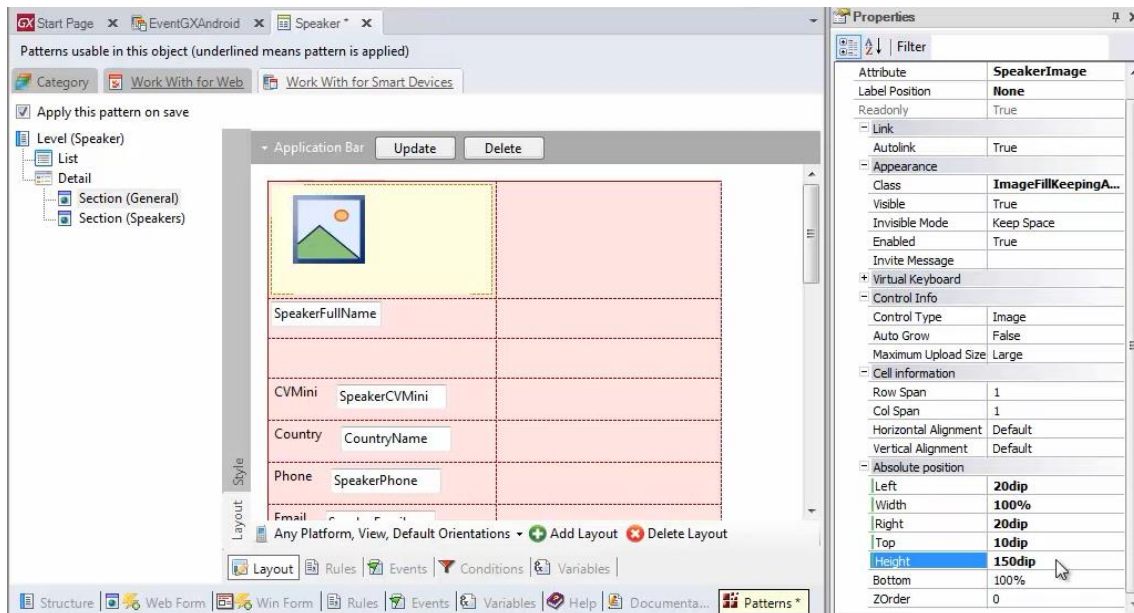 GX Start Page X EventGXAndroid X Speaker* X
Patterns usable in this object (underlined means pattern is applied)
Category Work With for Web Work With for Smart Devices
Apply this pattern on save
Level (Speaker)
List
Detail
Section (General)
Section (Speakers)
Application Bar Update Delete
SpeakerFullName
CVMini SpeakerCVMini
Country CountryName
Phone SpeakerPhone
Email
Style
Layout
Any Platform, View, Default Orientations Add Layout Delete Layout
Layout Rules Events Conditions Variables
Structure Web Form Win Form Rules Events Variables Help Documenta... Patterns *
Properties
Filter
Attribute SpeakerImage
Label Position None
Readonly True
Link
Autolink True
Appearance
Class ImageFillKeepingA...
Visible True
Invisible Mode Keep Space
Enabled True
Invite Message
Virtual Keyboard
Control Info
Control Type Image
Auto Grow False
Maximum Upload Size Large
Cell information
Row Span 1
Col Span 1
Horizontal Alignment Default
Vertical Alignment Default
Absolute position
Left 20dip
Width 100%
Right 20dip
Top 10dip
Height 150dip
Bottom 100%
ZOrder 0